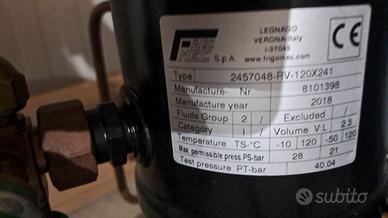 FRIGO MEC S.p.A
LEGNAGO
VERONA-Italy
I-37045
www.frigomec.com
CE
Type 2457048-RV-120X241
Manufacture Nr. 8101398
Manufacture year 2018
Fluids Group 2 / Excluded /
Category I / Volume V L 2.3
Temperature TS-°C -10 120 -50 120
Max. permissible press PS-bar 28 21
Test pressure PT-bar 40.04
subito